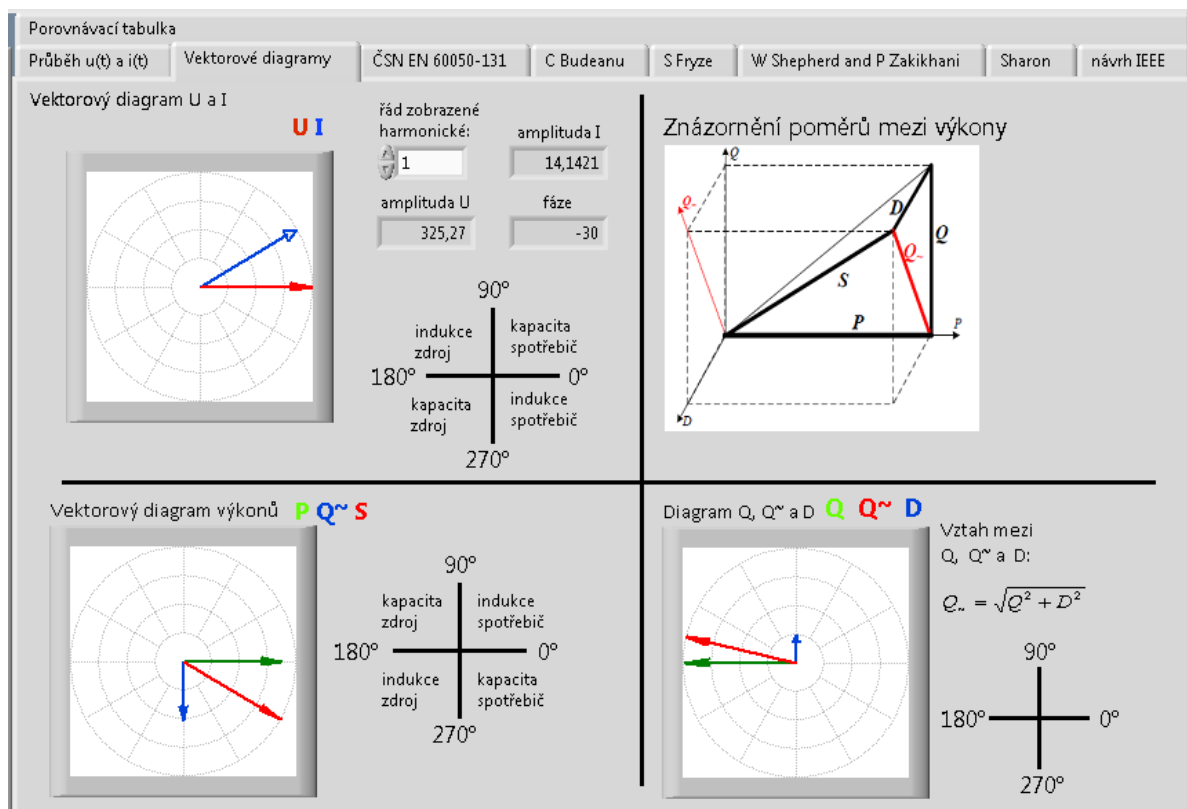 Porovnávací tabulka
Průběh u(t) a i(t)
Vektorové diagramy
ČSN EN 60050-131
C Budeanu
S Fryze
W Shepherd and P Zakikhani
Sharon
návrh IEEE
Vektorový diagram U a I
U I
řád zobrazené
harmonické:
1
amplituda I
14,1421
amplituda U
325,27
fáze
-30
90°
indukce
zdroj
kapacita
spotřebič
180°
0°
kapacita
zdroj
indukce
spotřebič
270°
Znázornění poměrů mezi výkony
Q
Q~
D
Q
Q~
S
P
P
D
Vektorový diagram výkonů P Q~ S
90°
kapacita
zdroj
indukce
spotřebič
180°
0°
indukce
zdroj
kapacita
spotřebič
270°
Diagram Q, Q~ a D Q Q~ D
Vztah mezi
Q, Q~ a D:
Q~ = √Q² + D²
90°
180°
0°
270°